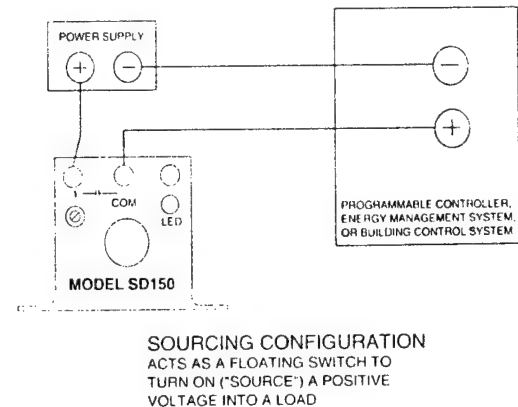 POWER SUPPLY
+ −
−
+
COM
LED
MODEL SD150
PROGRAMMABLE CONTROLLER,
ENERGY MANAGEMENT SYSTEM,
OR BUILDING CONTROL SYSTEM
SOURCING CONFIGURATION
ACTS AS A FLOATING SWITCH TO
TURN ON ("SOURCE") A POSITIVE
VOLTAGE INTO A LOAD